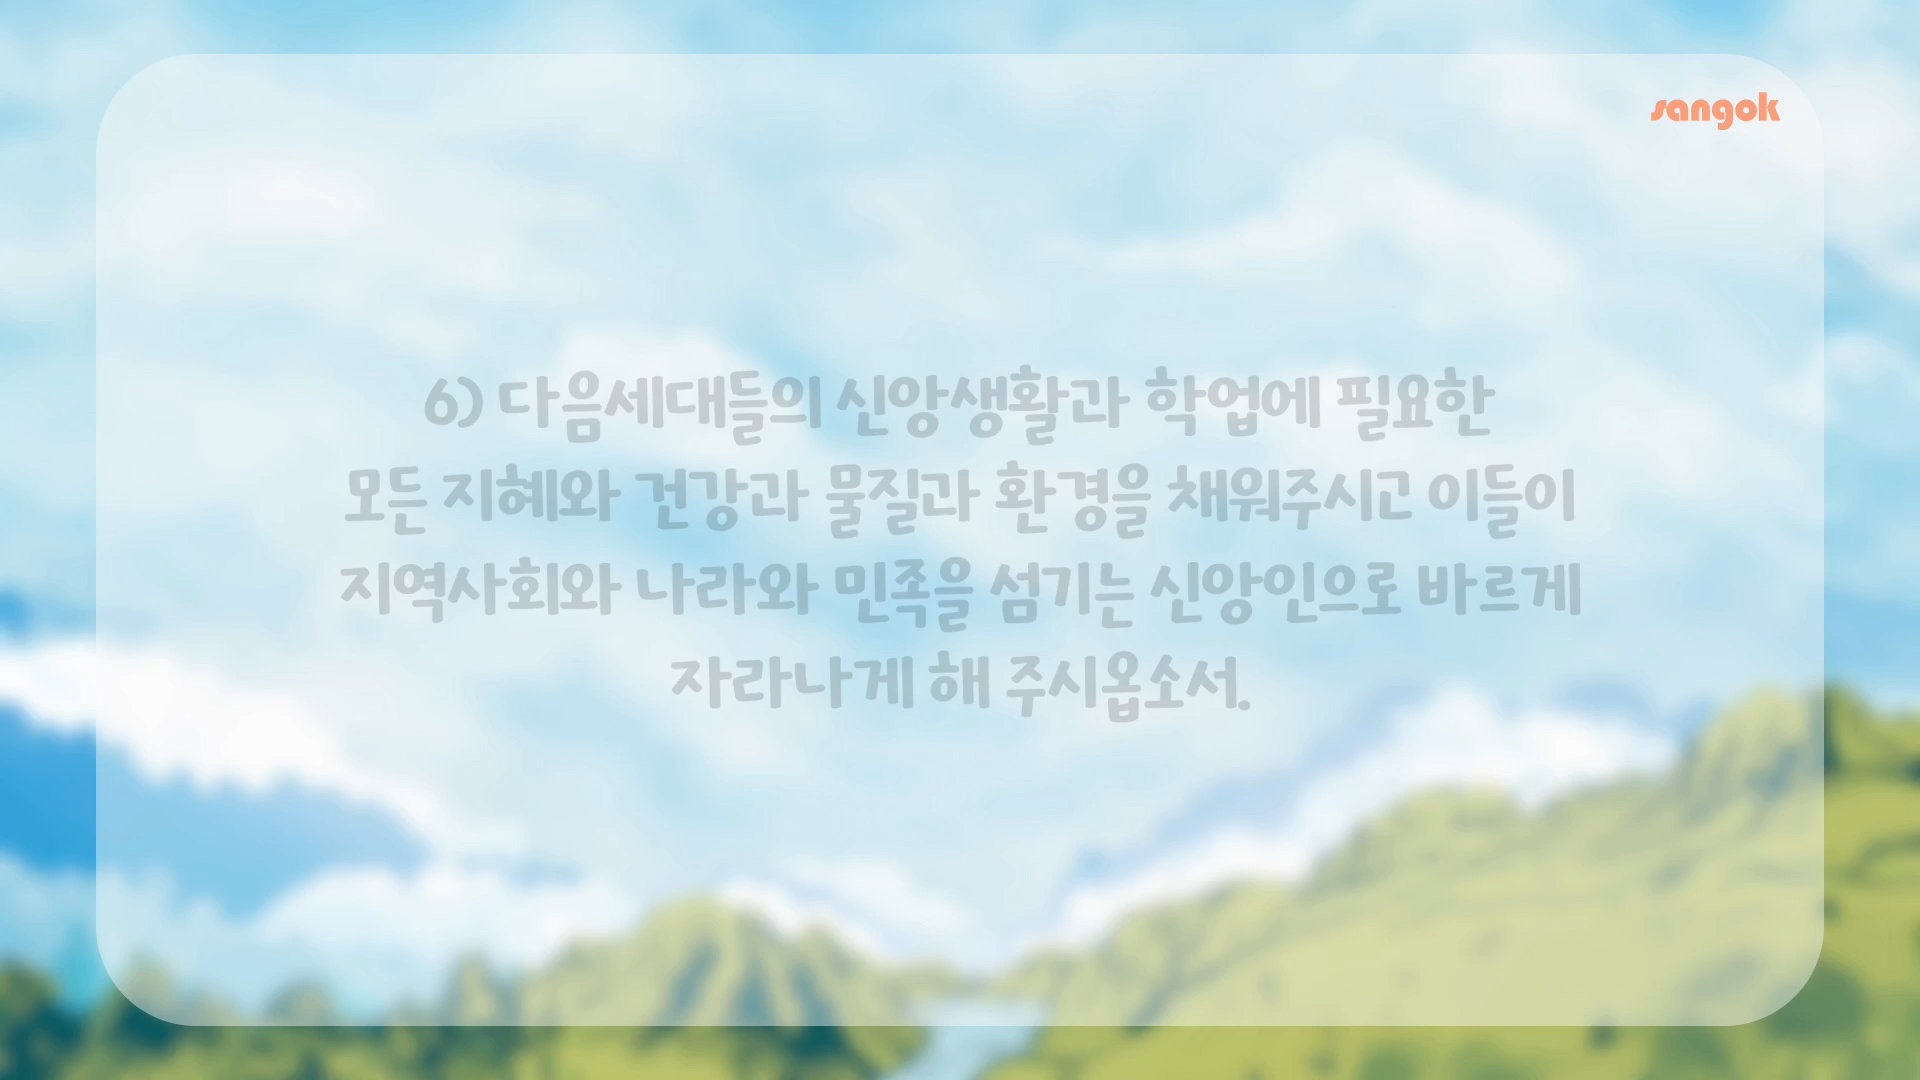 sangok
6) 다음세대들의 신앙생활과 학업에 필요한
모든 지혜와 건강과 물질과 환경을 채워주시고 이들이
지역사회와 나라와 민족을 섬기는 신앙인으로 바르게
자라나게 해 주시옵소서.